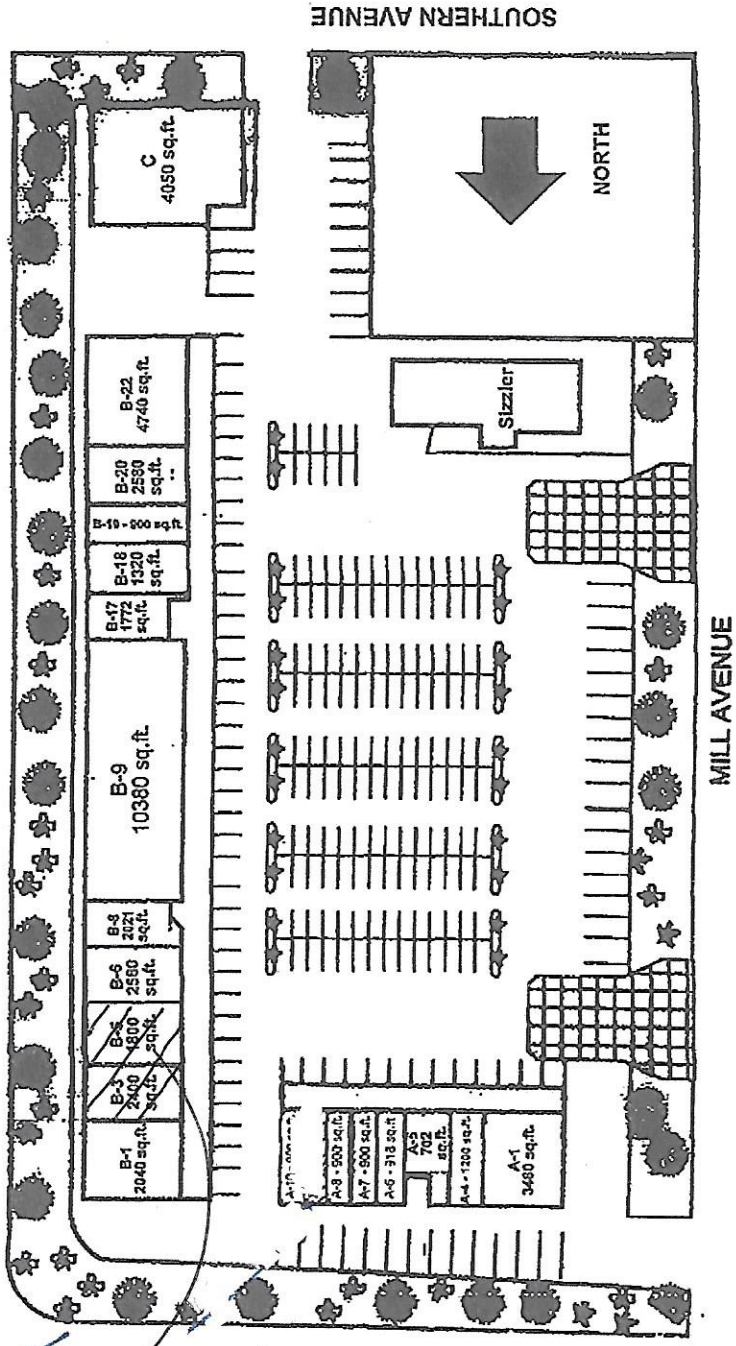 SOUTHERN AVENUE
C
4050 sq.ft.
NORTH
B-22
4740 sq.ft.
B-20
2580
sq.ft.
B-18
1320
sq.ft.
B-17
1772
sq.ft.
Sizzler
B-9
10380 sq.ft.
MILL AVENUE
B-8
2021
sq.ft.
B-6
2560
sq.ft.
1800
sq.ft.
B-3
2400
sq.ft.
B-1
2040 sq.ft.
A-8 - 900 sq.ft.
A-7 - 900 sq.ft.
A-6 - 918 sq.ft.
A-5
702
sq.ft.
A-4 - 1200 sq.ft.
A-1
3480 sq.ft.